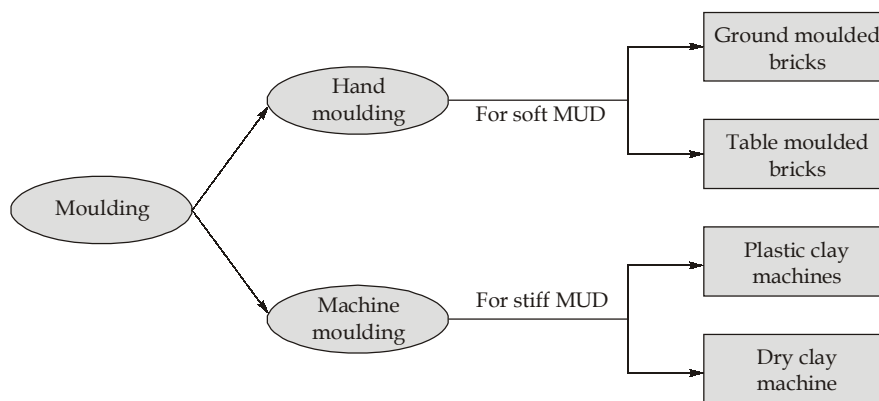 Moulding
Hand
moulding
For soft MUD
Ground moulded
bricks
Table moulded
bricks
Machine
moulding
For stiff MUD
Plastic clay
machines
Dry clay
machine